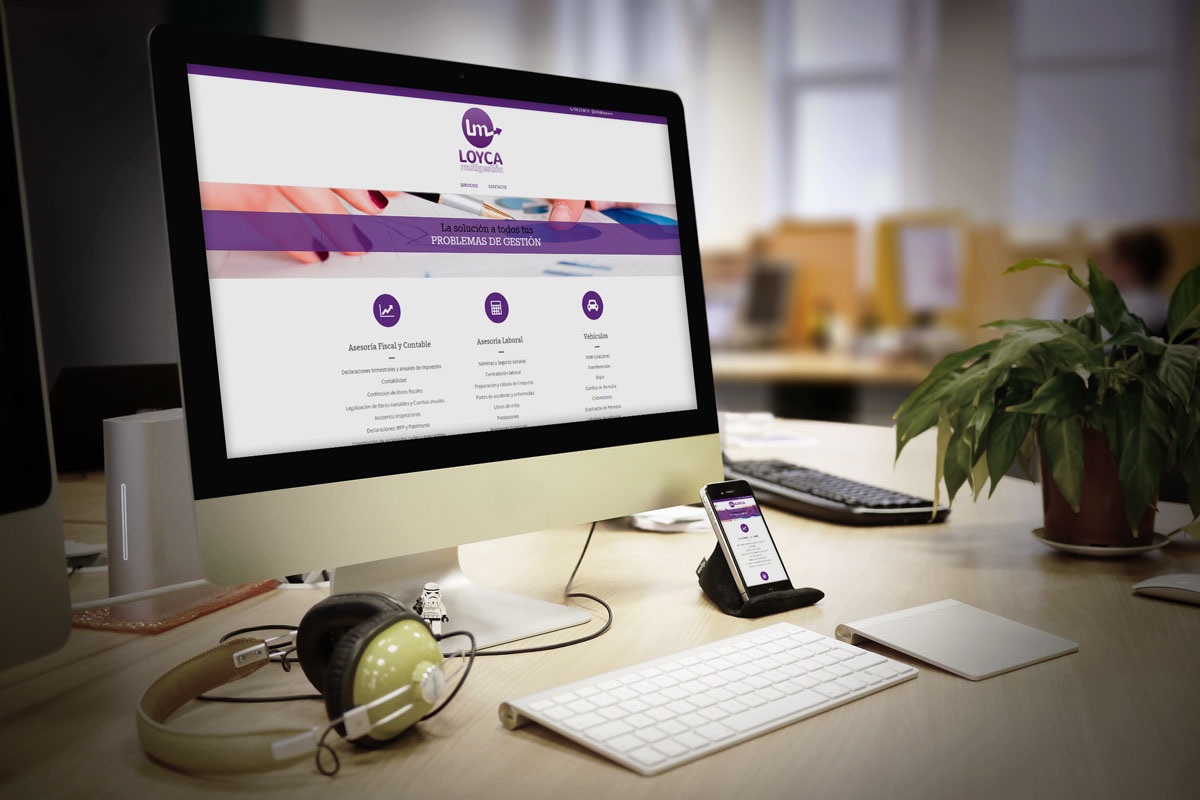 Lm
LOYCA
multigestión
SERVICIOS CONTACTO
La solución a todos tus
PROBLEMAS DE GESTIÓN
Asesoría Fiscal y Contable
Declaraciones trimestrales y anuales de impuestos
Contabilidad
Confección de libros fiscales
Legalización de libros contables y Cuentas anuales
Asistencia inspecciones
Declaraciones IRPF y Patrimonio
Asesoría Laboral
Nóminas y Seguros sociales
Contratación laboral
Preparación y cálculo de finiquitos
Partes de accidente y enfermedad
Libros de visita
Prestaciones
Vehículos
Matriculaciones
Transferencias
Bajas
Cambio de domicilio
Duplicados de Permisos